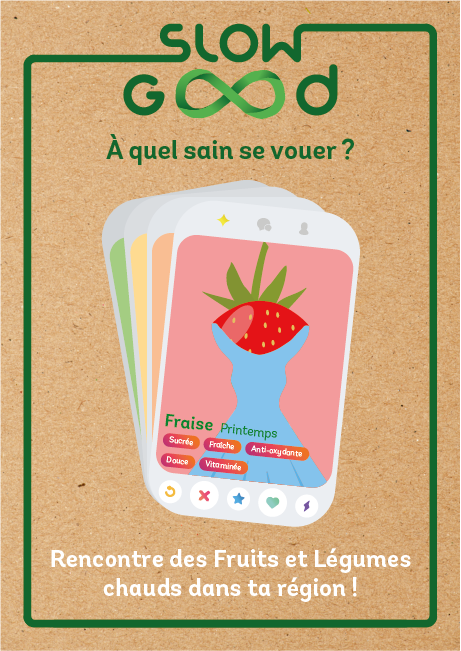 SLOW
GOOD
À quel sain se vouer ?
Fraise Printemps
Sucrée Fraîche Anti-oxydante
Douce Vitaminée
Rencontre des Fruits et Légumes
chauds dans ta région !